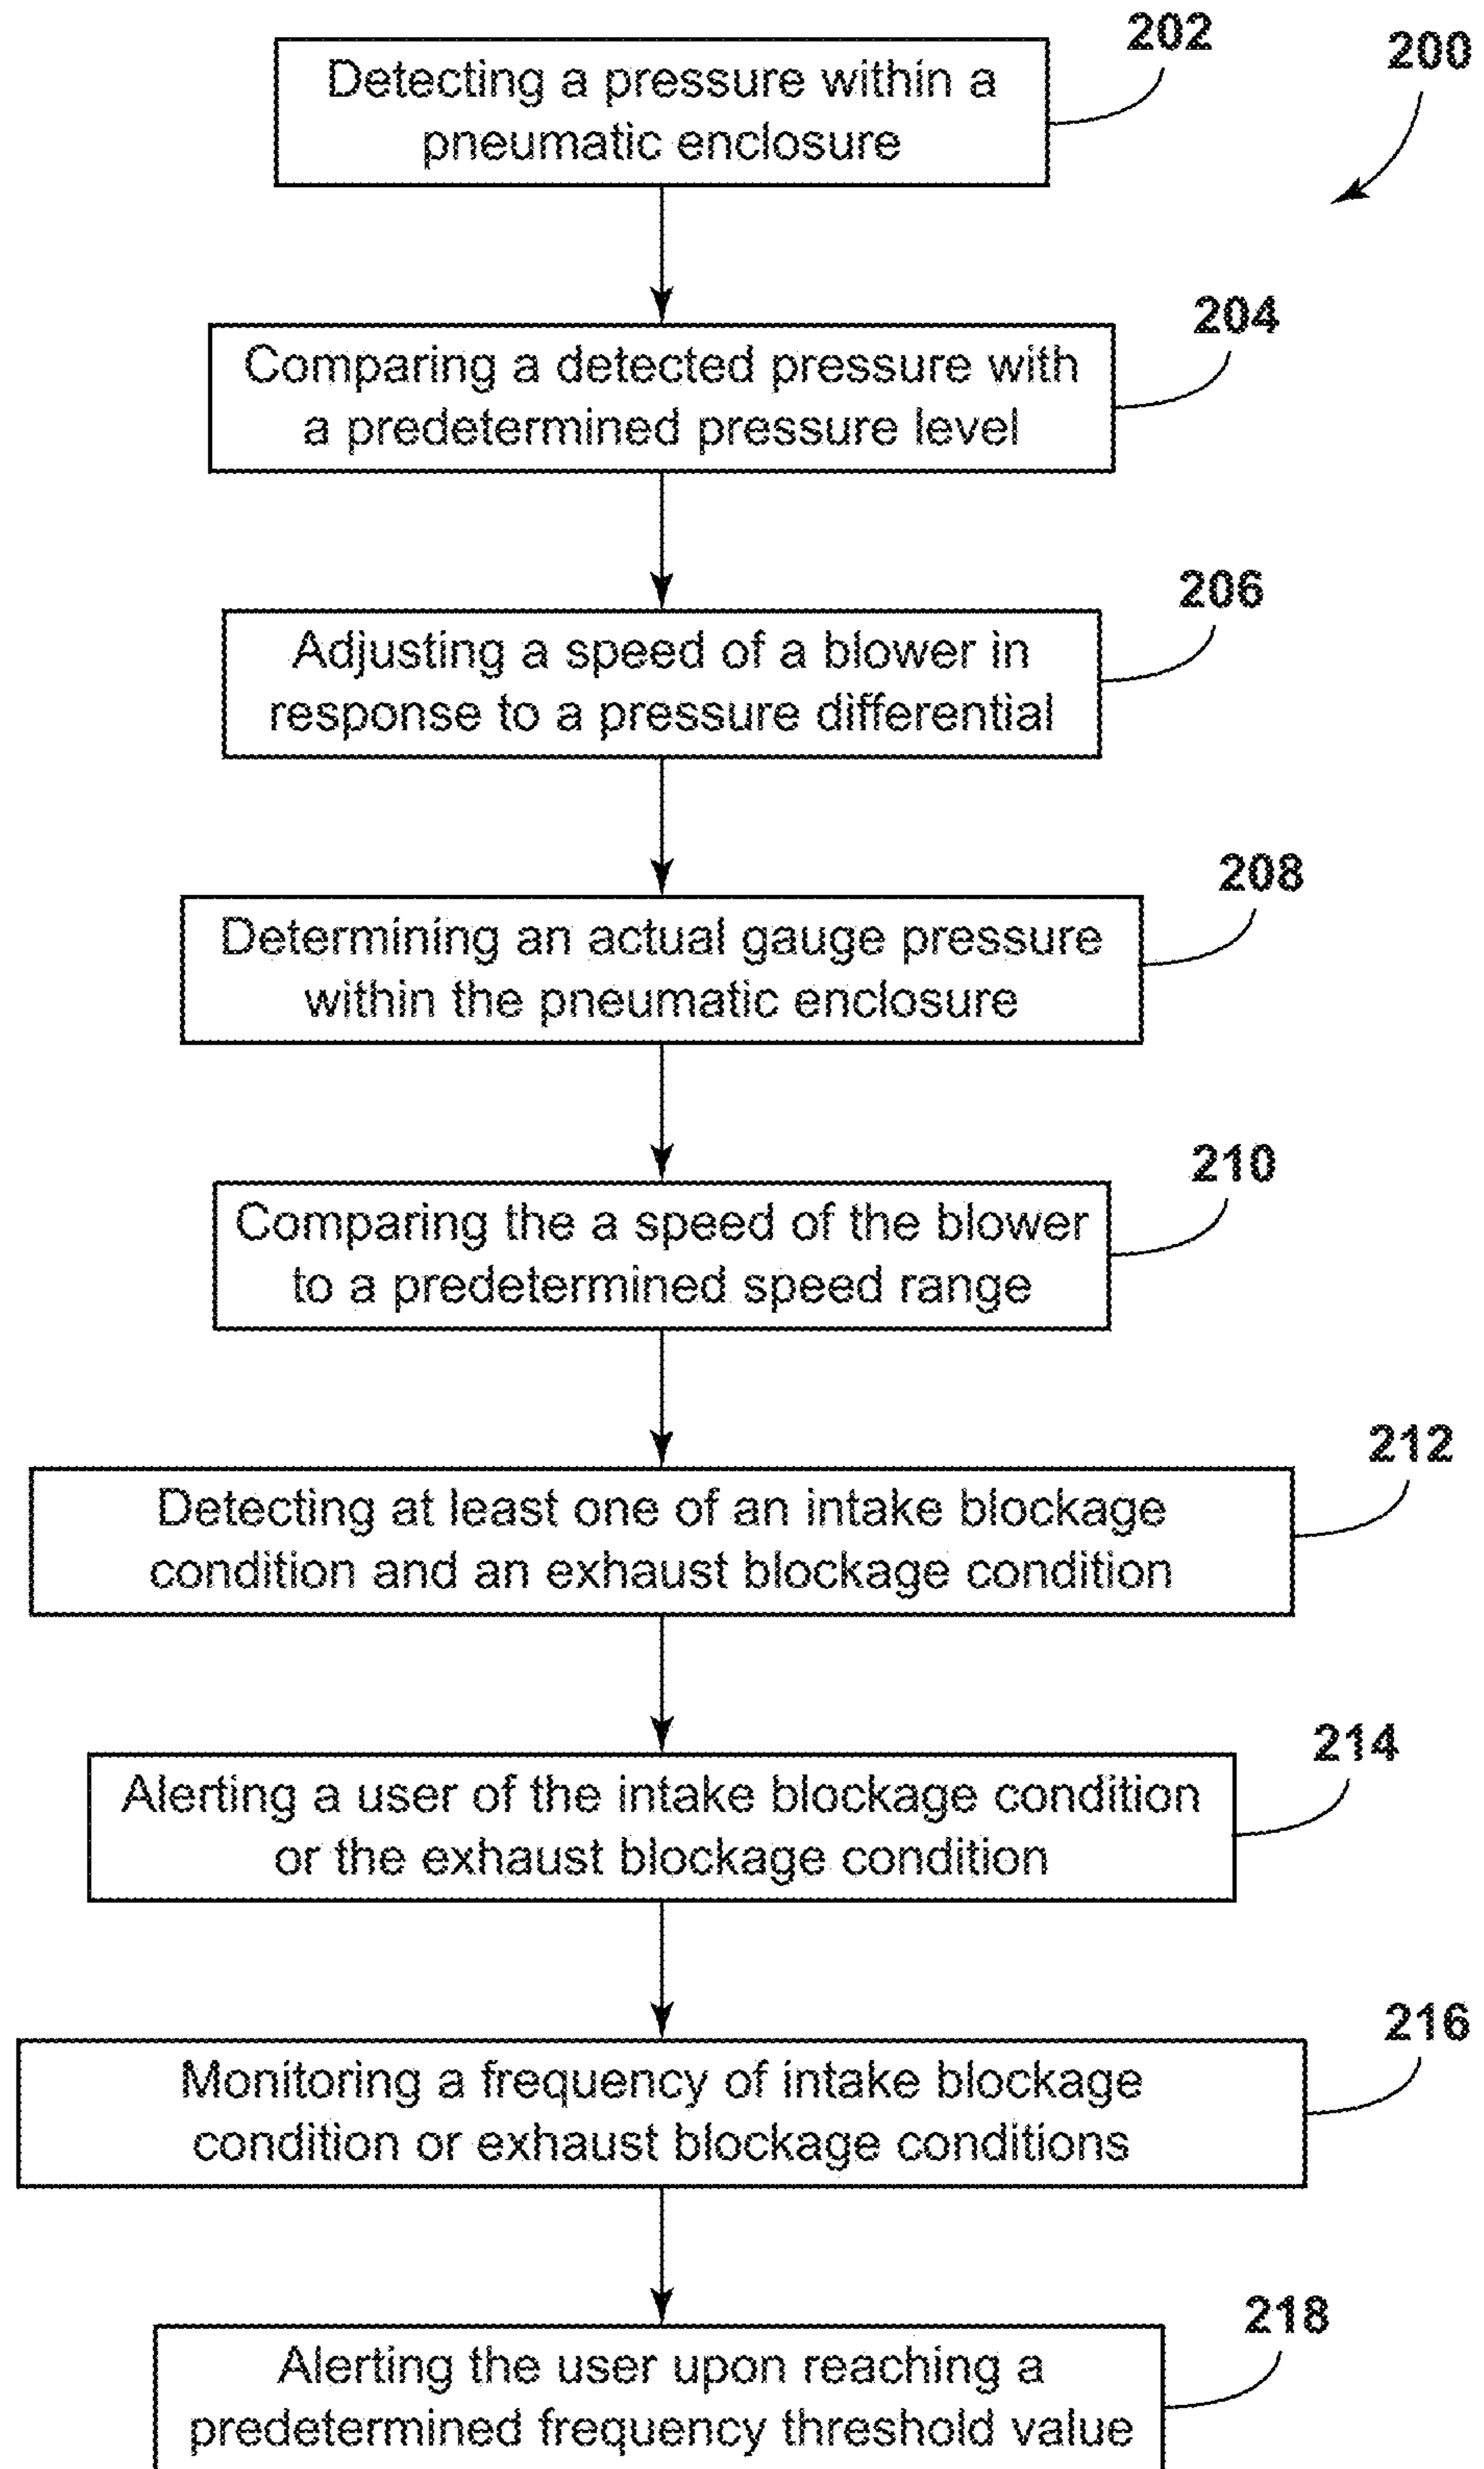 202
200
Detecting a pressure within a
pneumatic enclosure
204
Comparing a detected pressure with
a predetermined pressure level
206
Adjusting a speed of a blower in
response to a pressure differential
208
Determining an actual gauge pressure
within the pneumatic enclosure
210
Comparing the a speed of the blower
to a predetermined speed range
212
Detecting at least one of an intake blockage
condition and an exhaust blockage condition
214
Alerting a user of the intake blockage condition
or the exhaust blockage condition
216
Monitoring a frequency of intake blockage
condition or exhaust blockage conditions
218
Alerting the user upon reaching a
predetermined frequency threshold value